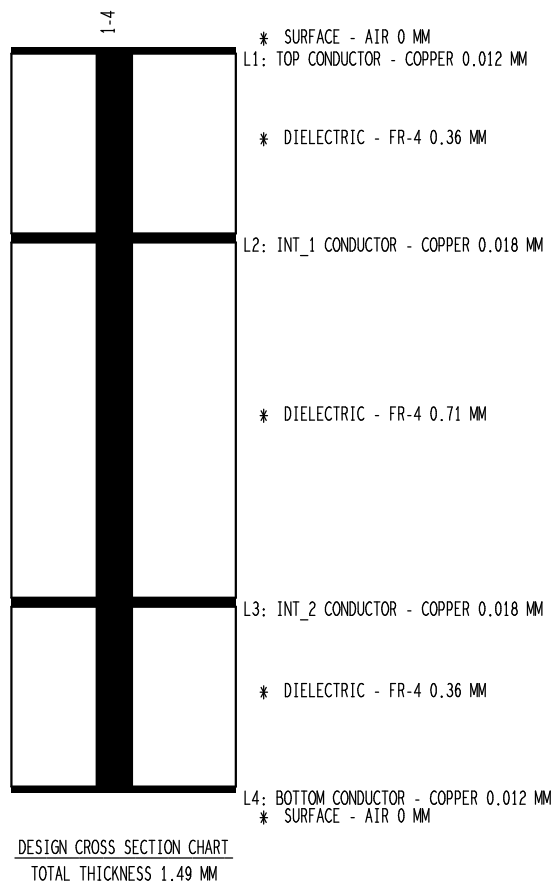 1-4
* SURFACE - AIR 0 MM
L1: TOP CONDUCTOR - COPPER 0.012 MM
* DIELECTRIC - FR-4 0.36 MM
L2: INT_1 CONDUCTOR - COPPER 0.018 MM
* DIELECTRIC - FR-4 0.71 MM
L3: INT_2 CONDUCTOR - COPPER 0.018 MM
* DIELECTRIC - FR-4 0.36 MM
L4: BOTTOM CONDUCTOR - COPPER 0.012 MM
* SURFACE - AIR 0 MM
DESIGN CROSS SECTION CHART
TOTAL THICKNESS 1.49 MM